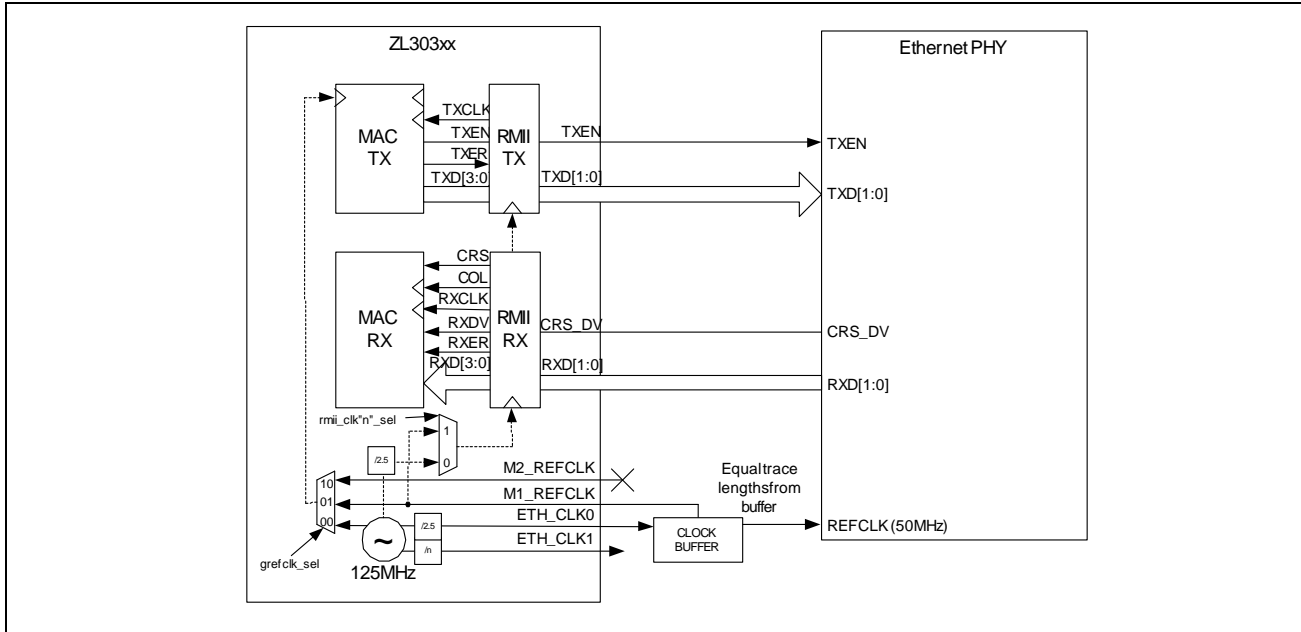 ZL303xx
Ethernet PHY
MAC
TX
TXCLK
TXEN
TXER
TXD[3:0]
RMII
TX
TXEN
TXD[1:0]
TXEN
TXD[1:0]
MAC
RX
CRS
COL
RXCLK
RXDV
RXER
RXD[3:0]
RMII
RX
CRS_DV
RXD[1:0]
CRS_DV
RXD[1:0]
rmii_clk"n"_sel
1
0
/2.5
10
01
00
M2_REFCLK
M1_REFCLK
ETH_CLK0
ETH_CLK1
/2.5
/n
~
125MHz
grefclk_sel
Equal trace
lengths from
buffer
CLOCK
BUFFER
REFCLK (50MHz)